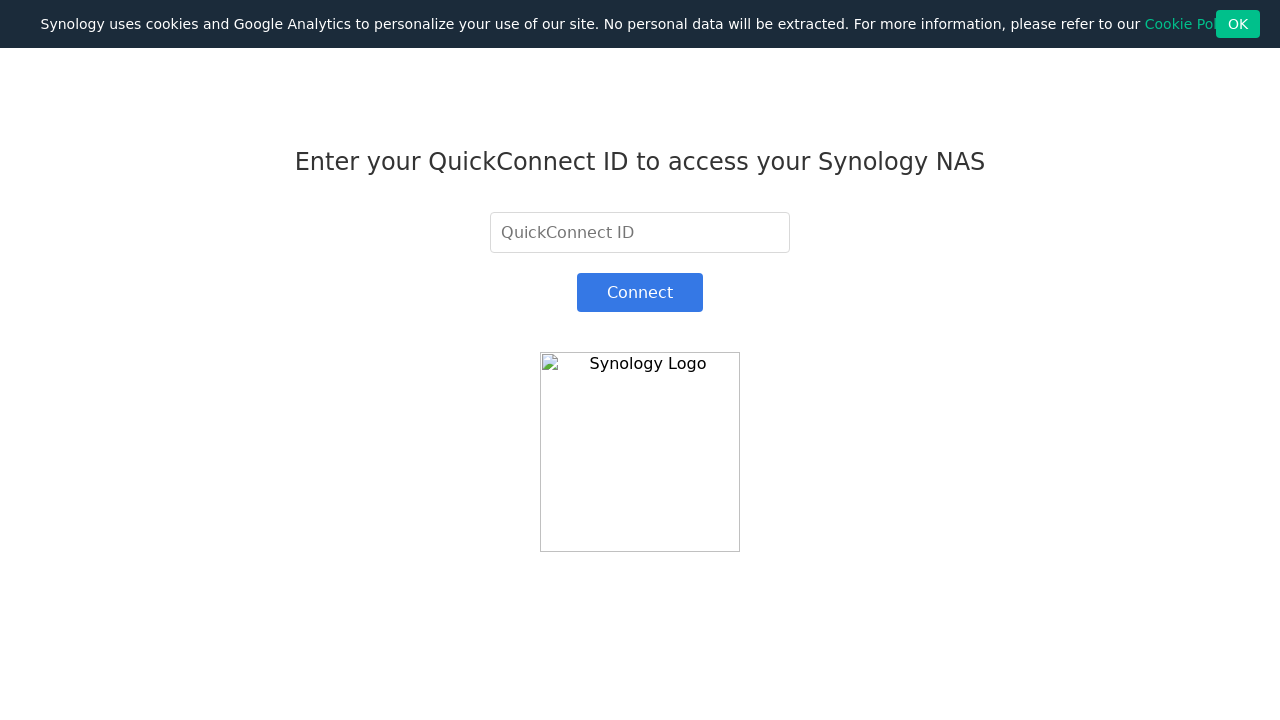 Synology uses cookies and Google Analytics to personalize your use of our site. No personal data will be extracted. For more information, please refer to our Cookie OK
Enter your QuickConnect ID to access your Synology NAS
QuickConnect ID
Connect
Synology Logo